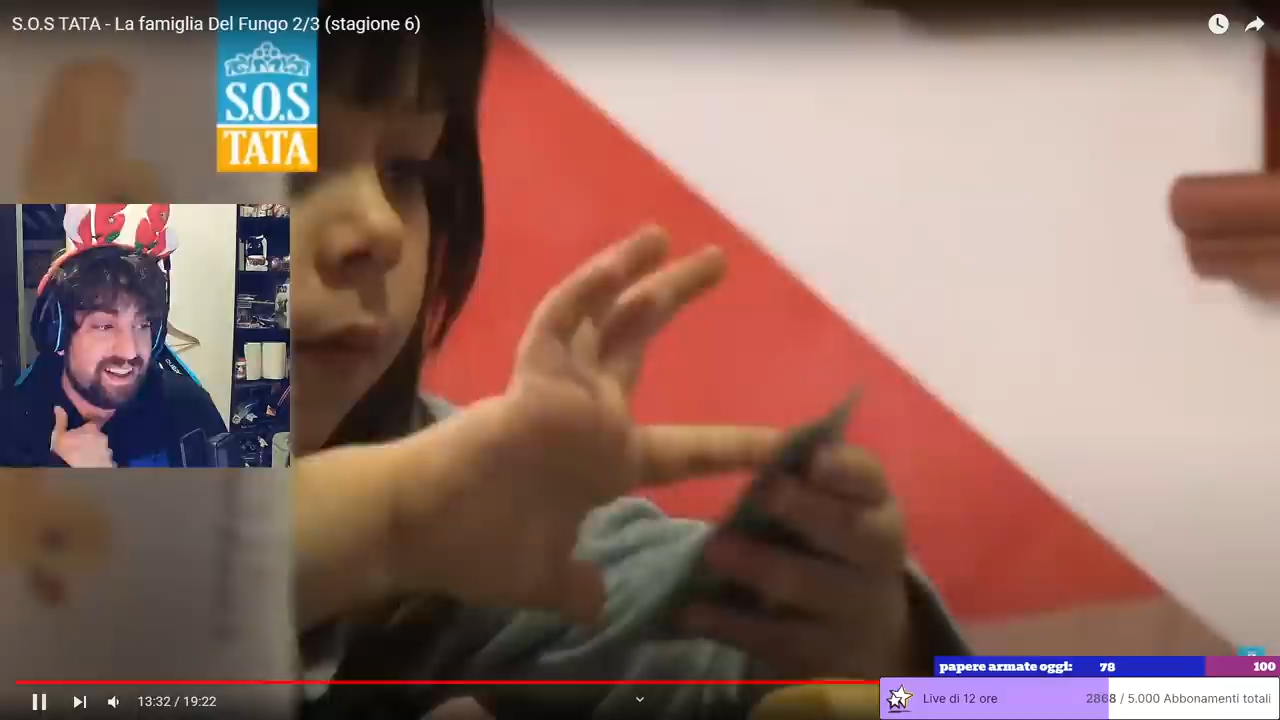 S.O.S TATA - La famiglia Del Fungo 2/3 (stagione 6)
S.O.S
TATA
papere armate oggi: 78 100
Live di 12 ore 2868 / 5.000 Abbonamenti totali
13:32 / 19:22